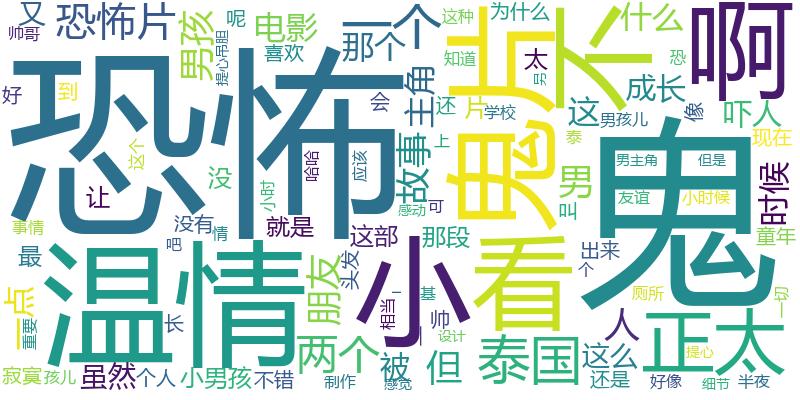 又
恐怖片
男孩
呢
电影
那个
一个
这种
为什么
什么
帅哥
提心吊胆
喜欢
知道
太
男
恐
啊
好
到
这个
会
主角
还
片
学校
鬼片
不
这
成长
男孩儿
像
吓人
恐怖
鬼
让
没
小时
哈哈
应该
故事
上
男
泰
叫
男主角
但是
现在
时候
友谊
小时候
事情
没有
吧
情
就是
感动
可
这部
那段
最
温情
朋友
头发
小
看
出来
个
厕所
童年
一切
一点
重要
长
相当
一
基
帅
设计
人
正太
寂寞
孩儿
虽然
个人
小男孩
不错
两个
制作
被
感觉
但
泰国
这么
还是
好像
提心
细节
半夜